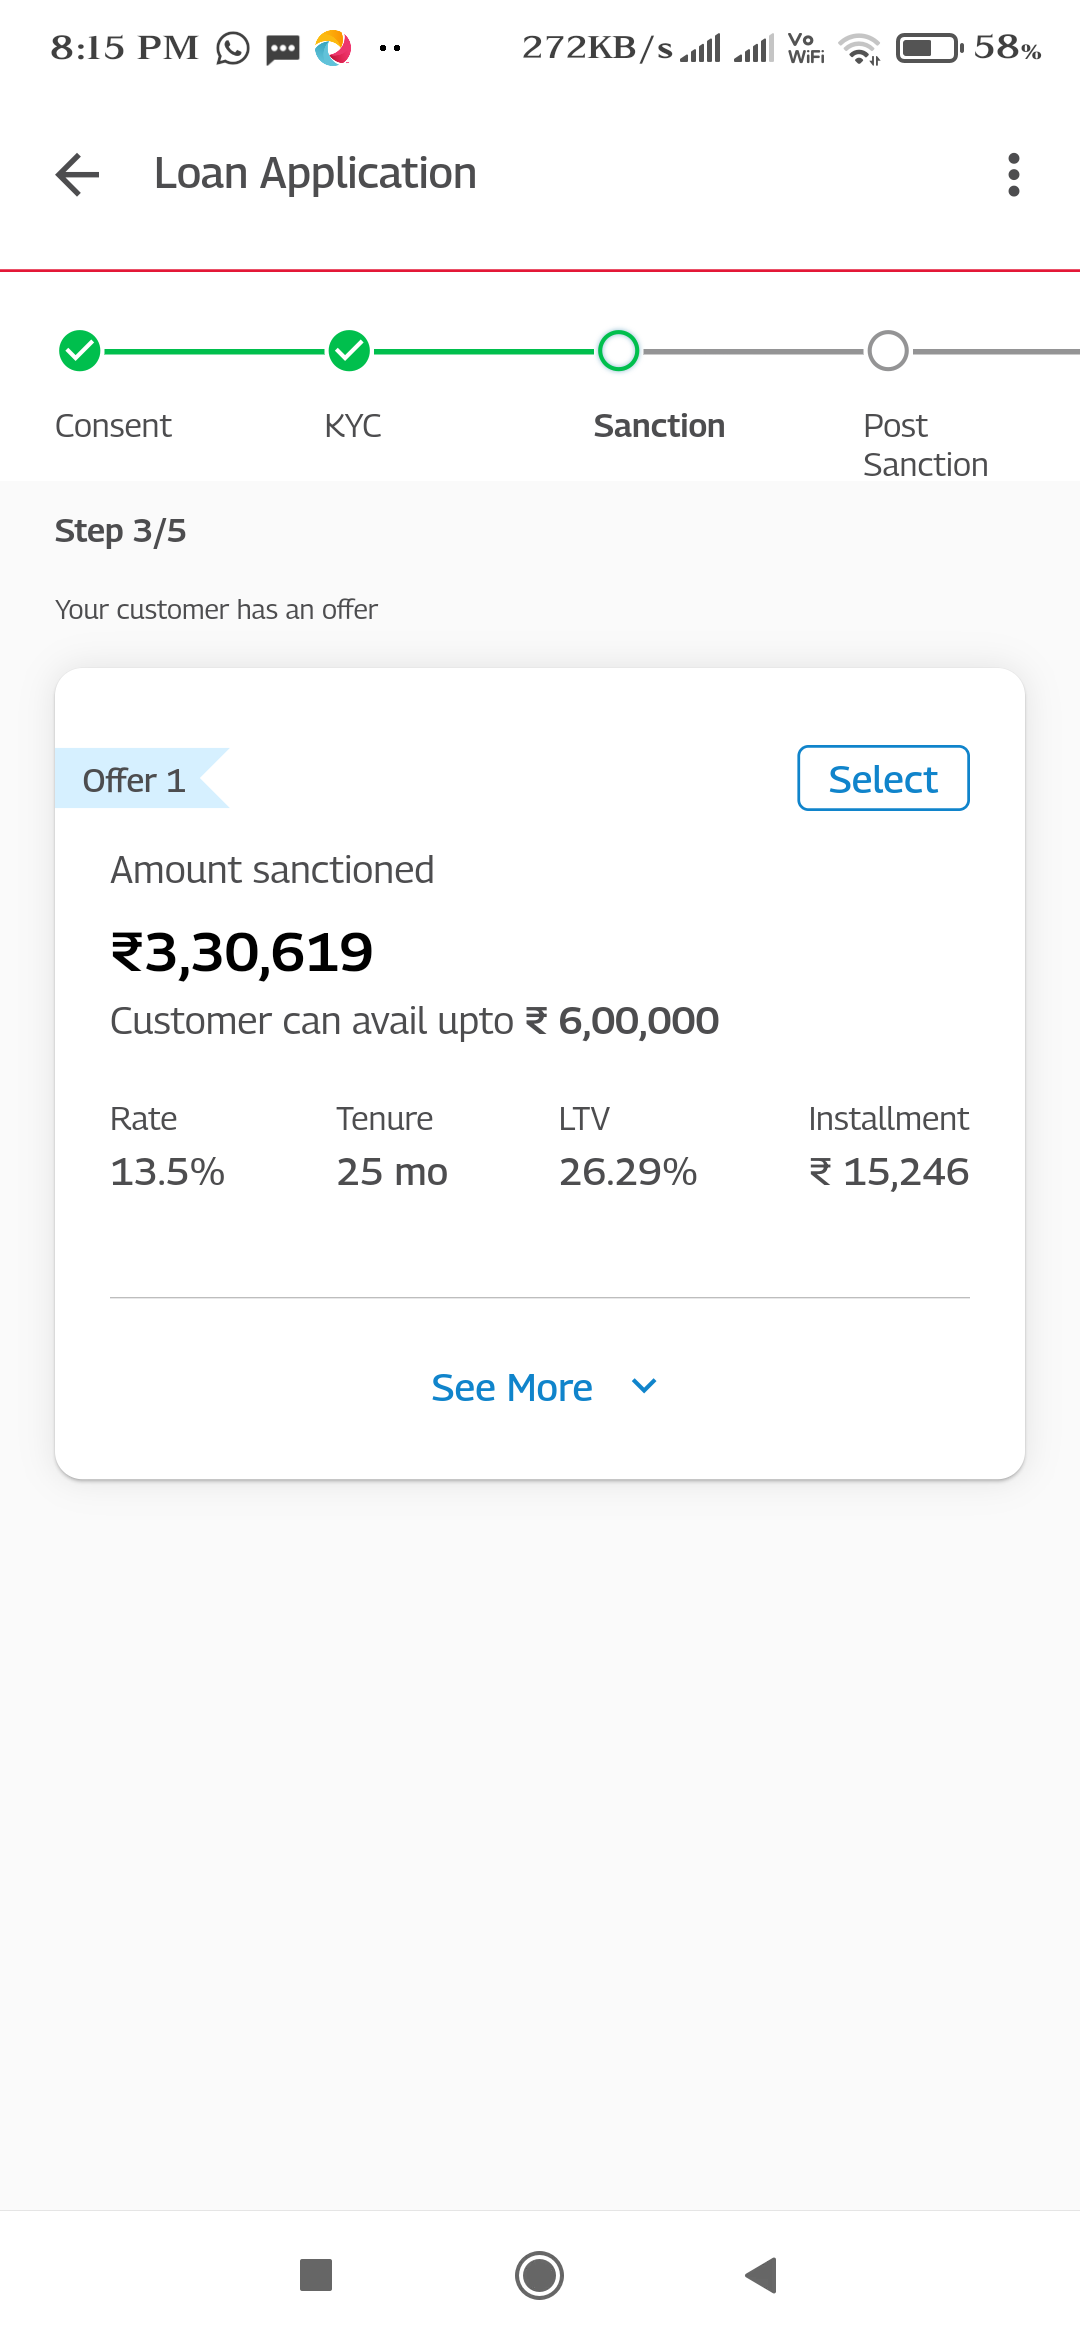 8:15 PM 272KB/s Vo WiFi 58%
Loan Application
Consent KYC Sanction Post Sanction
Step 3/5
Your customer has an offer
Offer 1 Select
Amount sanctioned
₹3,30,619
Customer can avail upto ₹ 6,00,000
Rate Tenure LTV Installment
13.5% 25 mo 26.29% ₹ 15,246
See More